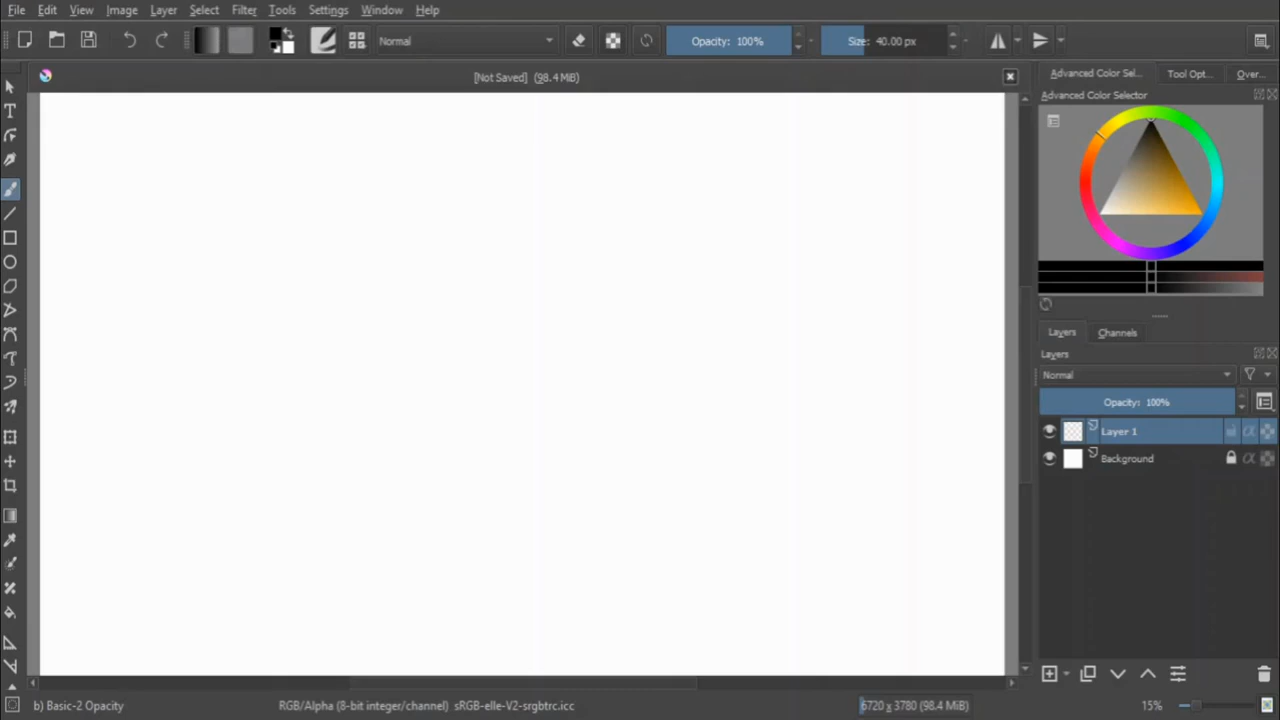 File Edit View Image Layer Select Filter Tools Settings Window Help
Normal Opacity: 100% Size: 40.00 px
[Not Saved] (98.4 MiB)
Advanced Color Sel... Tool Opt... Over...
Advanced Color Selector
Layers Channels
Layers
Normal
Opacity: 100%
Layer 1
Background
b) Basic-2 Opacity RGB/Alpha (8-bit integer/channel) sRGB-elle-V2-srgbtrc.icc 6720 x 3780 (98.4 MiB) 15%